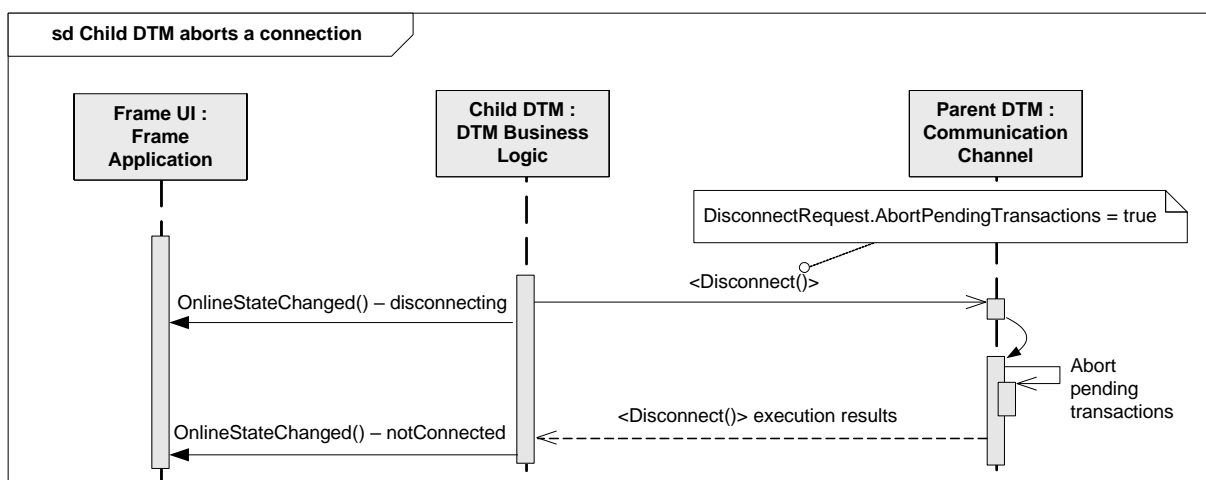 sd Child DTM aborts a connection
Frame UI :
Frame
Application
Child DTM :
DTM Business
Logic
Parent DTM :
Communication
Channel
DisconnectRequest.AbortPendingTransactions = true
<Disconnect()>
OnlineStateChanged() – disconnecting
Abort
pending
transactions
<Disconnect()> execution results
OnlineStateChanged() – notConnected